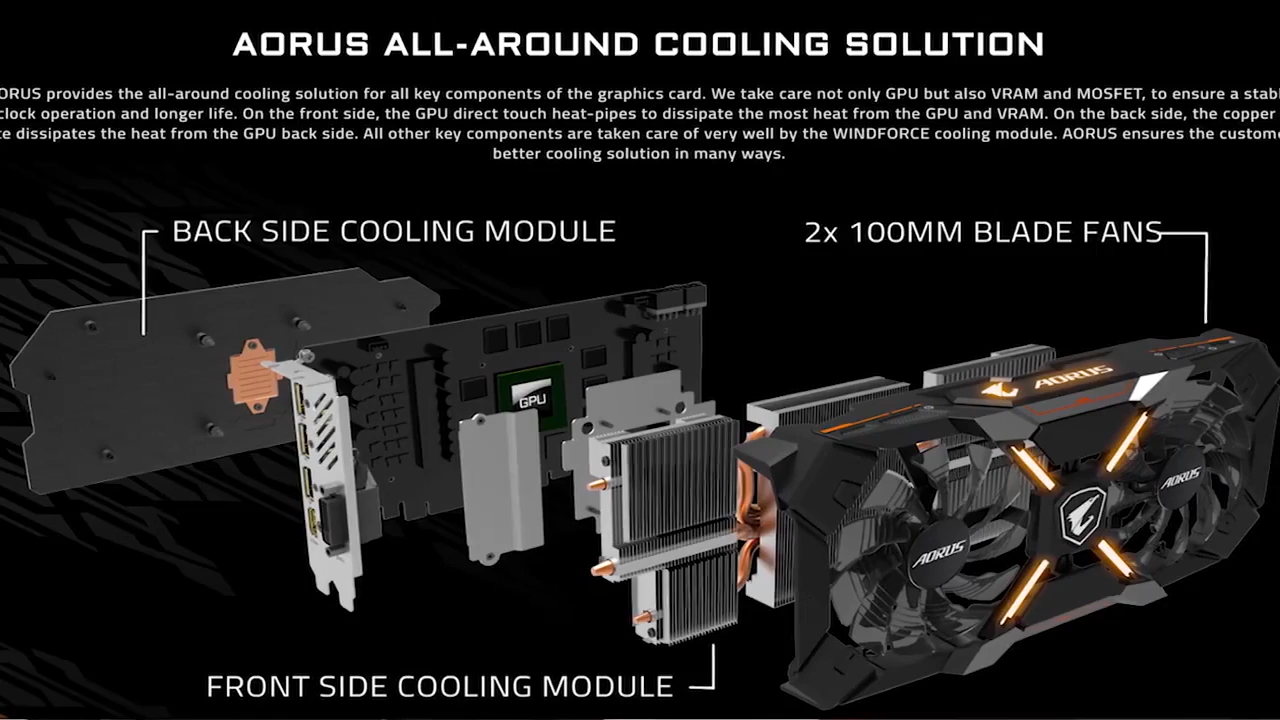 AORUS ALL-AROUND COOLING SOLUTION
ORUS provides the all-around cooling solution for all key components of the graphics card. We take care not only GPU but also VRAM and MOSFET, to ensure a stabl
clock operation and longer life. On the front side, the GPU direct touch heat-pipes to dissipate the most heat from the GPU and VRAM. On the back side, the copper
te dissipates the heat from the GPU back side. All other key components are taken care of very well by the WINDFORCE cooling module. AORUS ensures the custome
better cooling solution in many ways.
BACK SIDE COOLING MODULE
2x 100MM BLADE FANS
AORUS
GPU
AORUS
AORUS
FRONT SIDE COOLING MODULE